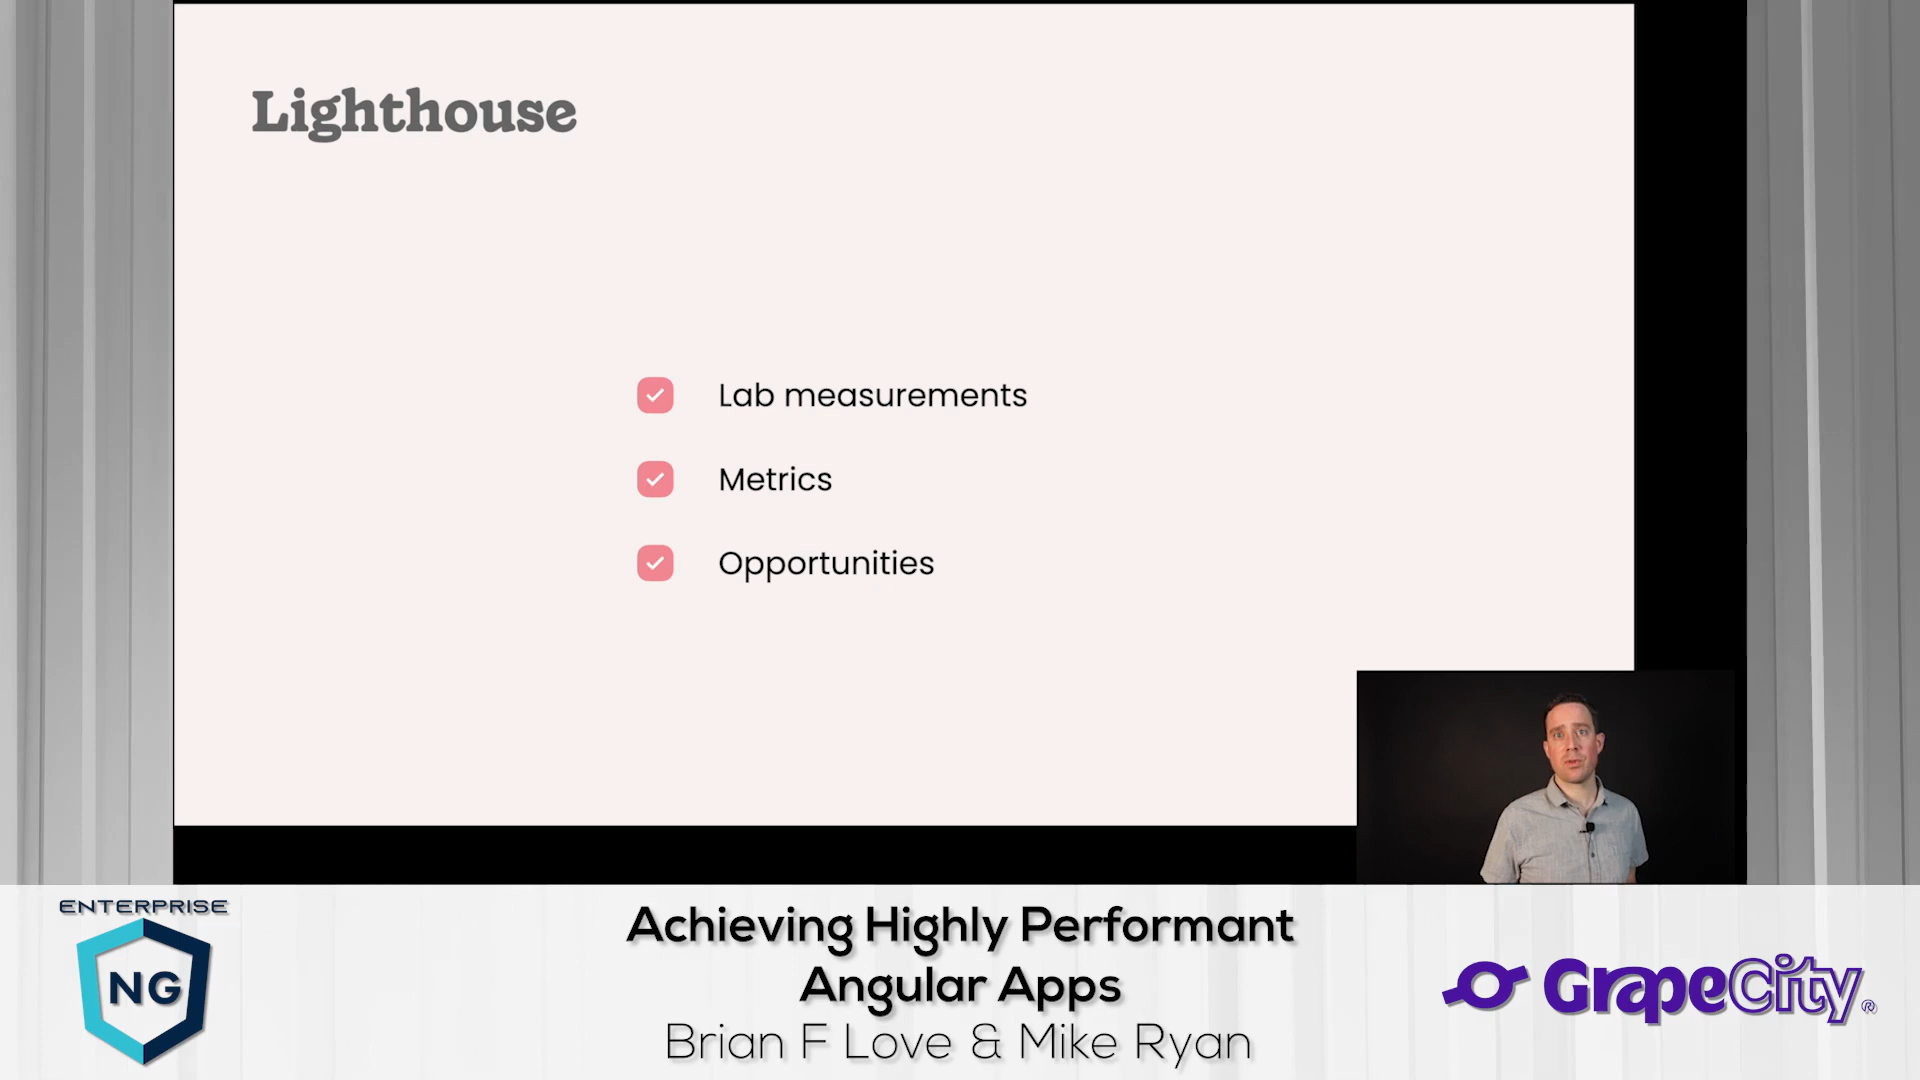 Lighthouse
Lab measurements
Metrics
Opportunities
ENTERPRISE
NG
Achieving Highly Performant
Angular Apps
Brian F Love & Mike Ryan
GrapeCity®